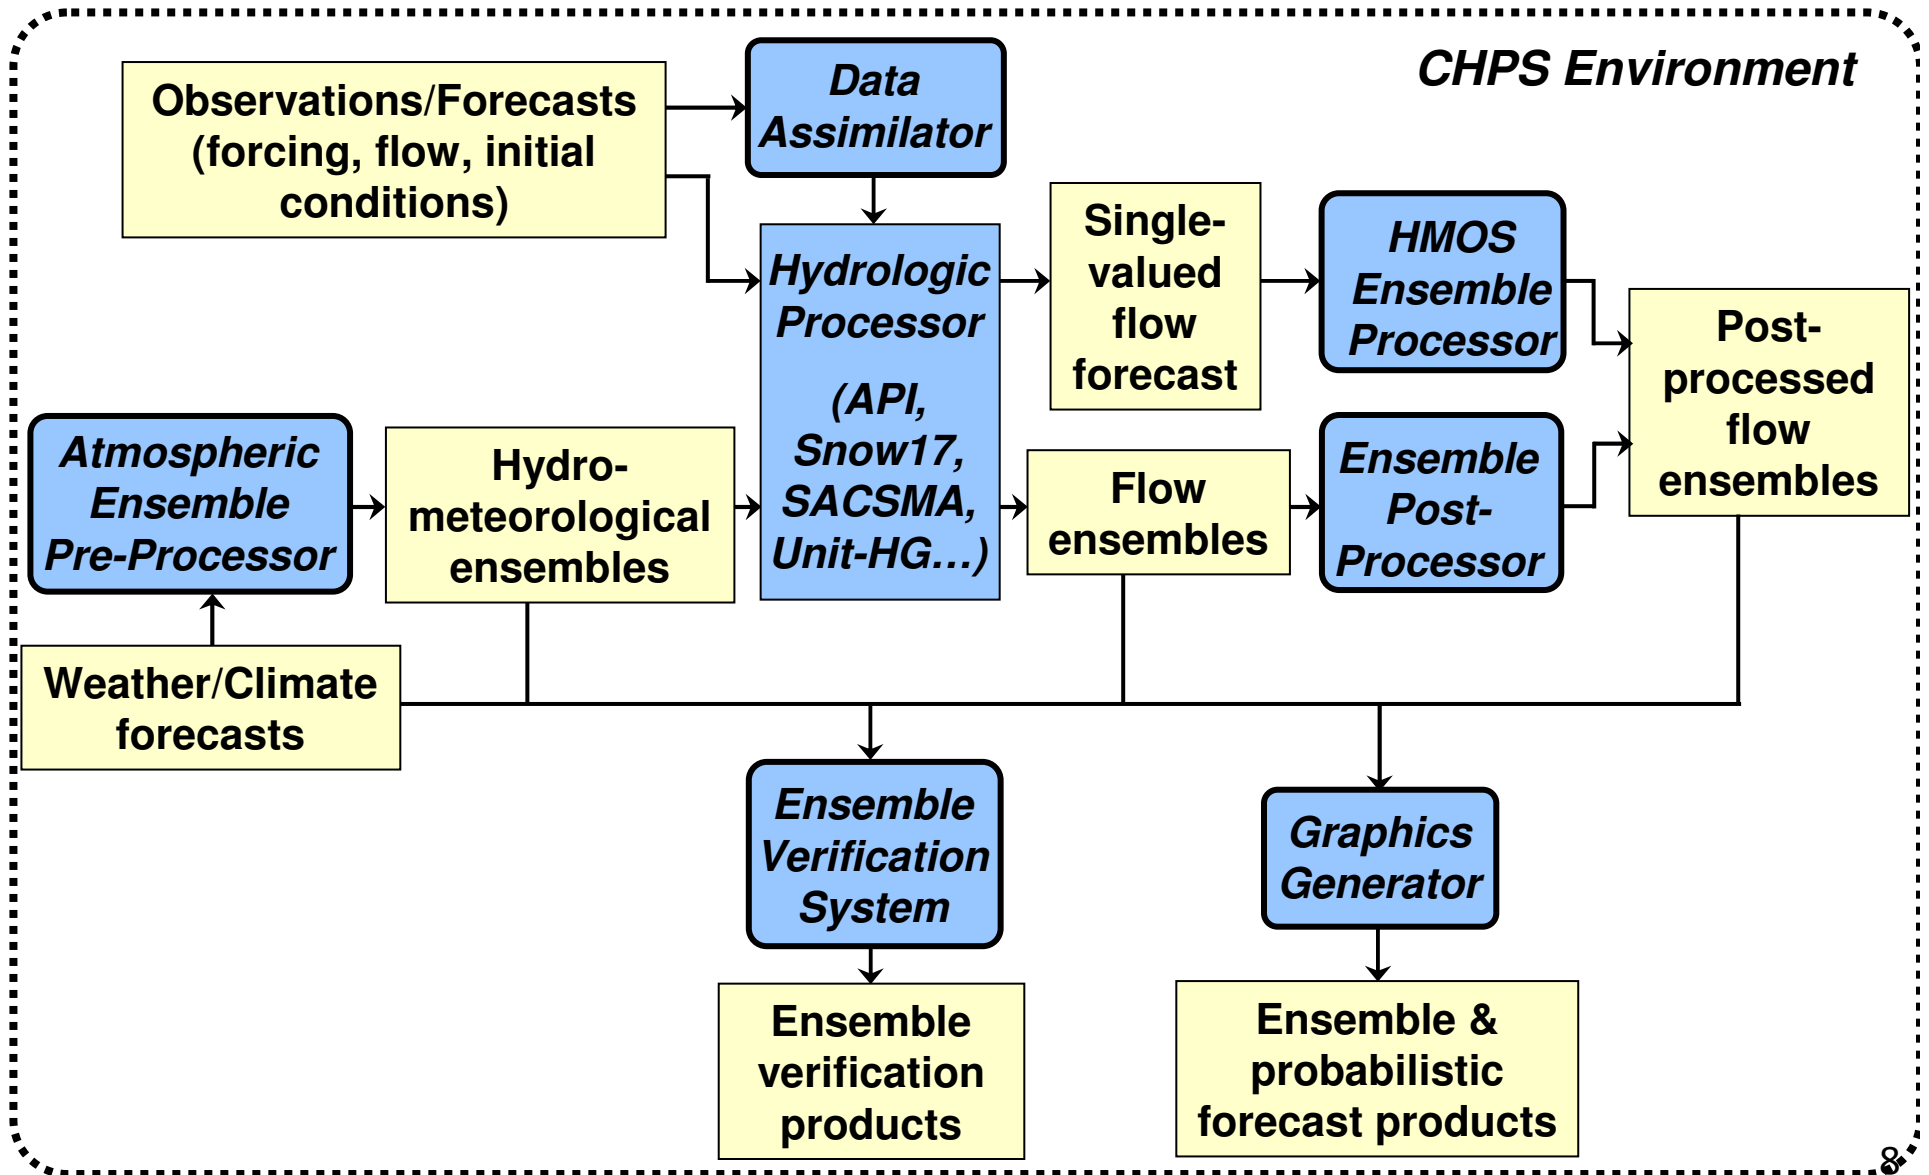 CHPS Environment
Observations/Forecasts
(forcing, flow, initial
conditions)
Data
Assimilator
Hydrologic
Processor
(API,
Snow17,
SACSMA,
Unit-HG...)
Single-
valued
flow
forecast
HMOS
Ensemble
Processor
Post-
processed
flow
ensembles
Atmospheric
Ensemble
Pre-Processor
Hydro-
meteorological
ensembles
Flow
ensembles
Ensemble
Post-
Processor
Weather/Climate
forecasts
Ensemble
Verification
System
Graphics
Generator
Ensemble
verification
products
Ensemble &
probabilistic
forecast products
8